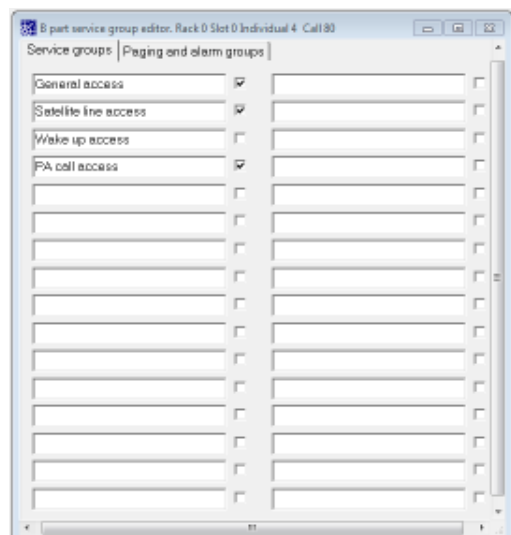 B part service group editor. Rack 0 Slot 0 Individual 4 Call 80
Service groups Paging and alarm groups
General access
Satellite line access
Wake up access
PA call access